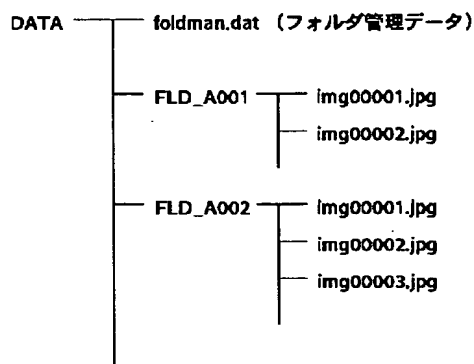 DATA foldman.dat (フォルダ管理データ)
FLD_A001 img00001.jpg
img00002.jpg
FLD_A002 img00001.jpg
img00002.jpg
img00003.jpg